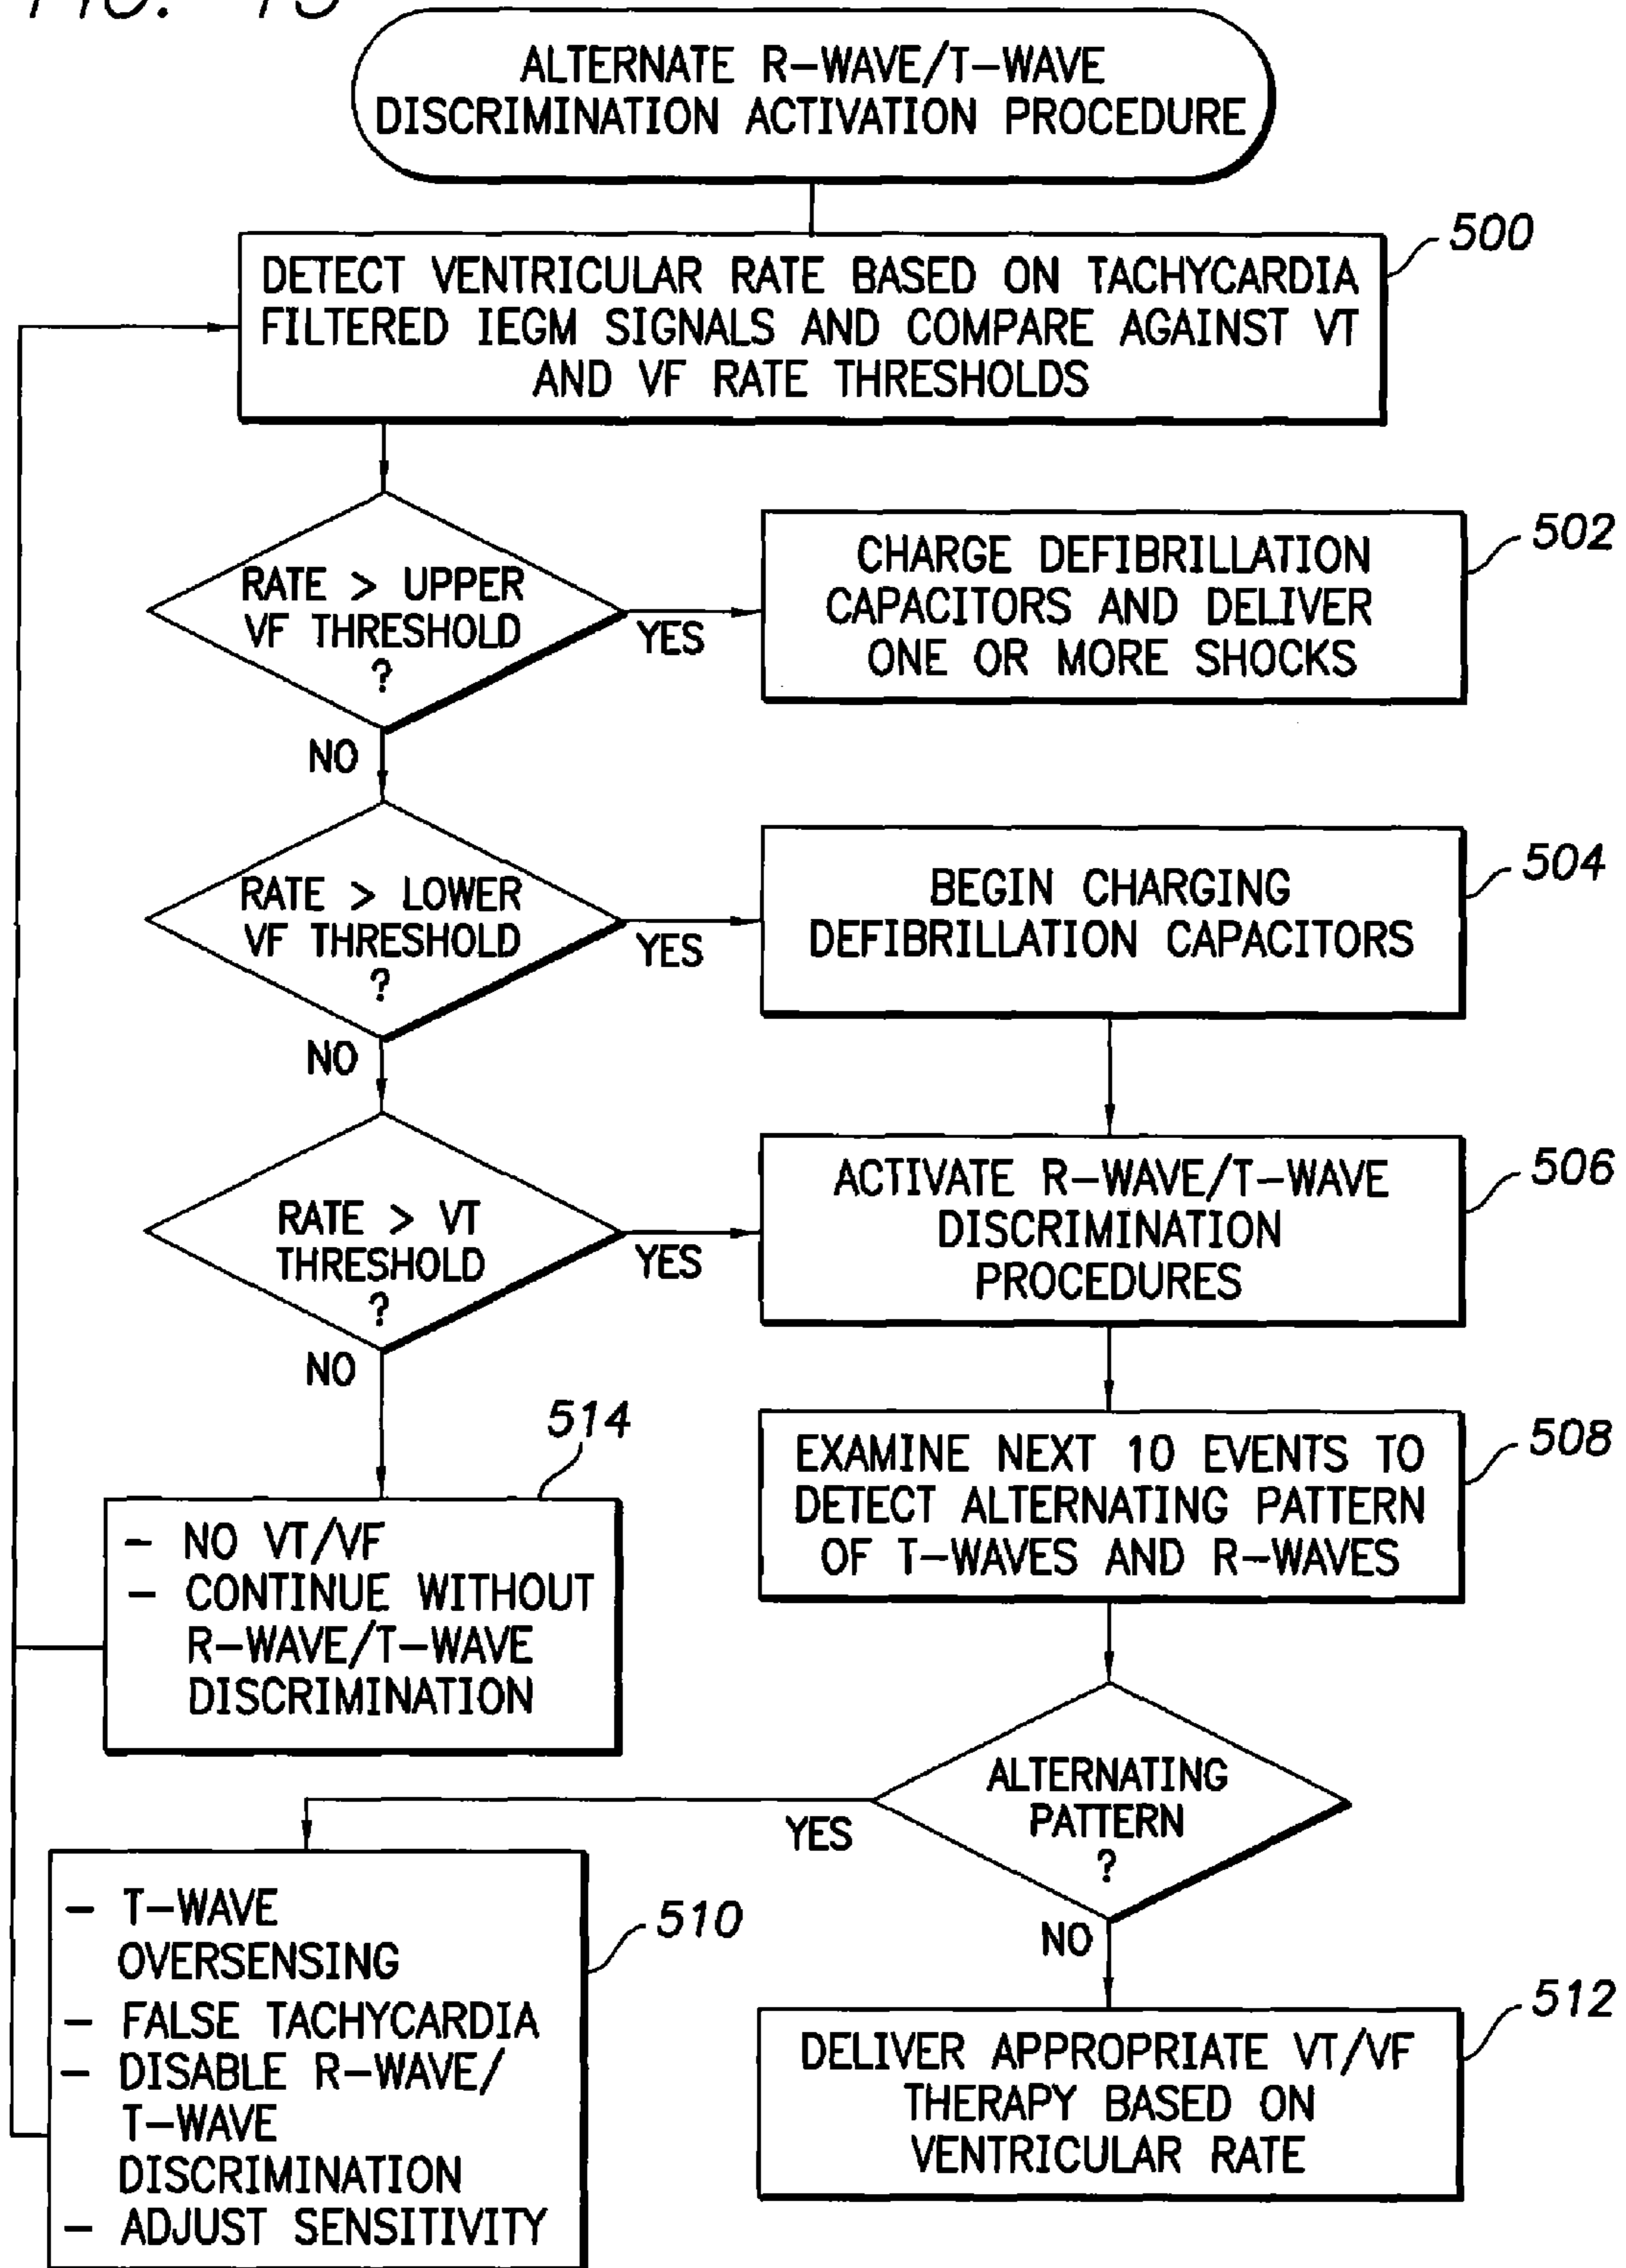 ALTERNATE R-WAVE/T-WAVE
DISCRIMINATION ACTIVATION PROCEDURE
500
DETECT VENTRICULAR RATE BASED ON TACHYCARDIA
FILTERED IEGM SIGNALS AND COMPARE AGAINST VT
AND VF RATE THRESHOLDS
RATE > UPPER
VF THRESHOLD
?
YES
NO
502
CHARGE DEFIBRILLATION
CAPACITORS AND DELIVER
ONE OR MORE SHOCKS
RATE > LOWER
VF THRESHOLD
?
YES
NO
504
BEGIN CHARGING
DEFIBRILLATION CAPACITORS
RATE > VT
THRESHOLD
?
YES
NO
506
ACTIVATE R-WAVE/T-WAVE
DISCRIMINATION
PROCEDURES
514
- NO VT/VF
- CONTINUE WITHOUT
R-WAVE/T-WAVE
DISCRIMINATION
508
EXAMINE NEXT 10 EVENTS TO
DETECT ALTERNATING PATTERN
OF T-WAVES AND R-WAVES
ALTERNATING
PATTERN
?
YES
NO
510
- T-WAVE
OVERSENSING
- FALSE TACHYCARDIA
- DISABLE R-WAVE/
T-WAVE
DISCRIMINATION
- ADJUST SENSITIVITY
512
DELIVER APPROPRIATE VT/VF
THERAPY BASED ON
VENTRICULAR RATE